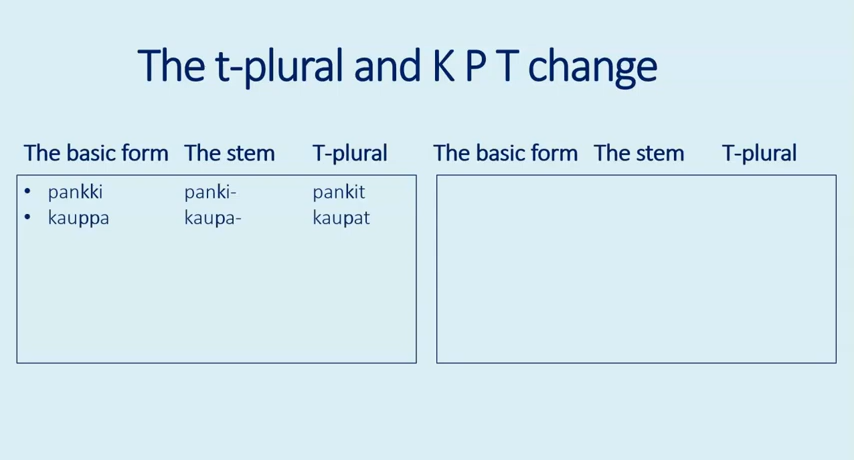 The t-plural and K P T change
The basic form The stem T-plural
• pankki panki- pankit
• kauppa kaupa- kaupat
The basic form The stem T-plural